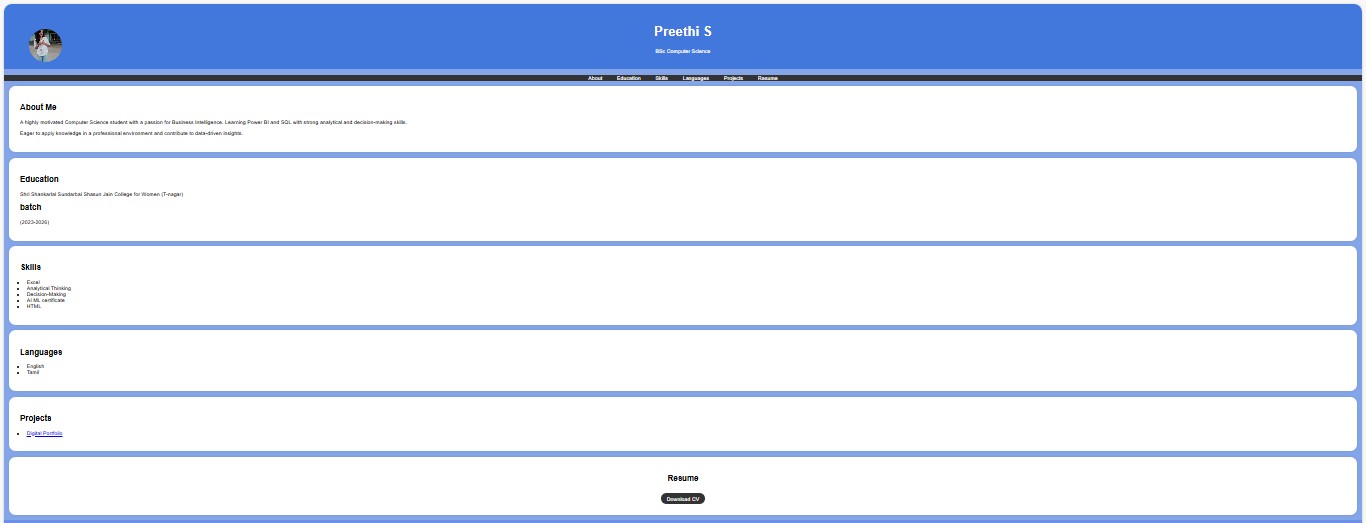 Preethi S
BSc Computer Science
About Education Skills Languages Projects Resume
About Me
A highly motivated Computer Science student with a passion for Business Intelligence. Learning Power BI and SQL with strong analytical and decision-making skills.
Eager to apply knowledge in a professional environment and contribute to data-driven insights.
Education
Shri Shankarlal Sundarbai Shasun Jain College for Women (T-nagar)
batch
(2023-2026)
Skills
Excel
Analytical Thinking
Decision-Making
AI ML certificate
HTML
Languages
English
Tamil
Projects
Digital Portfolio
Resume
Download CV